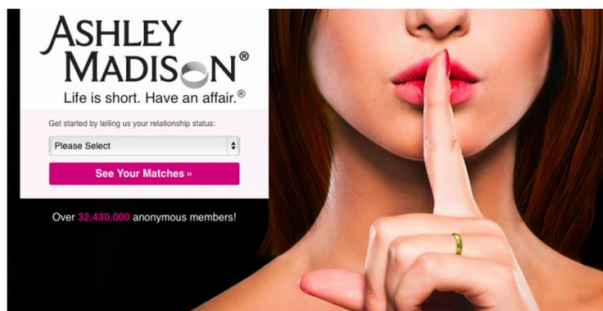 ASHLEY
MADISON®
Life is short. Have an affair.®
Get started by telling us your relationship status:
Please Select
See Your Matches »
Over 32,430,000 anonymous members!